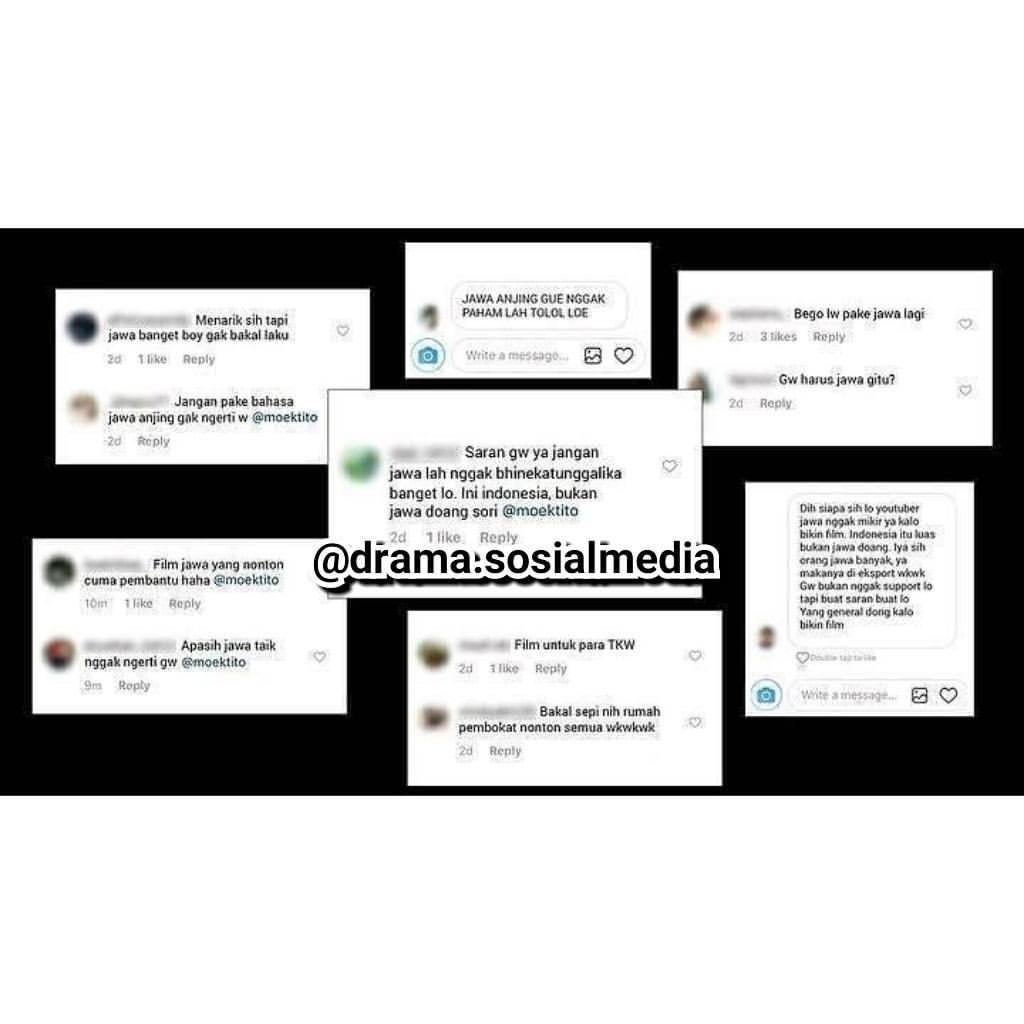 Menarik sih tapi
jawa banget boy gak bakal laku
2d 1 like Reply
Jangan pake bahasa
jawa anjing gak ngerti w @moektito
2d Reply
JAWA ANJING GUE NGGAK
PAHAM LAH TOLOL LOE
Write a message...
Bego lw pake jawa lagi
2d 3 likes Reply
Gw harus jawa gitu?
2d Reply
Saran gw ya jangan
jawa lah nggak bhinekatunggalika
banget lo. Ini indonesia, bukan
jawa doang sori @moektito
2d 1 like Reply
@drama.sosialmedia
Film jawa yang nonton
cuma pembantu haha @moektito
10m 1 like Reply
Apasih jawa taik
nggak ngerti gw @moektito
9m Reply
Film untuk para TKW
2d 1 like Reply
Bakal sepi nih rumah
pembokat nonton semua wkwkwk
2d Reply
Dih siapa sih lo youtuber
jawa nggak mikir ya kalo
bikin film. Indonesia itu luas
bukan jawa doang. Iya sih
orang jawa banyak, ya
makanya di eksport wkwk
Gw bukan nggak support lo
tapi buat saran buat lo
Yang general dong kalo
bikin film
Double tap to like
Write a message...